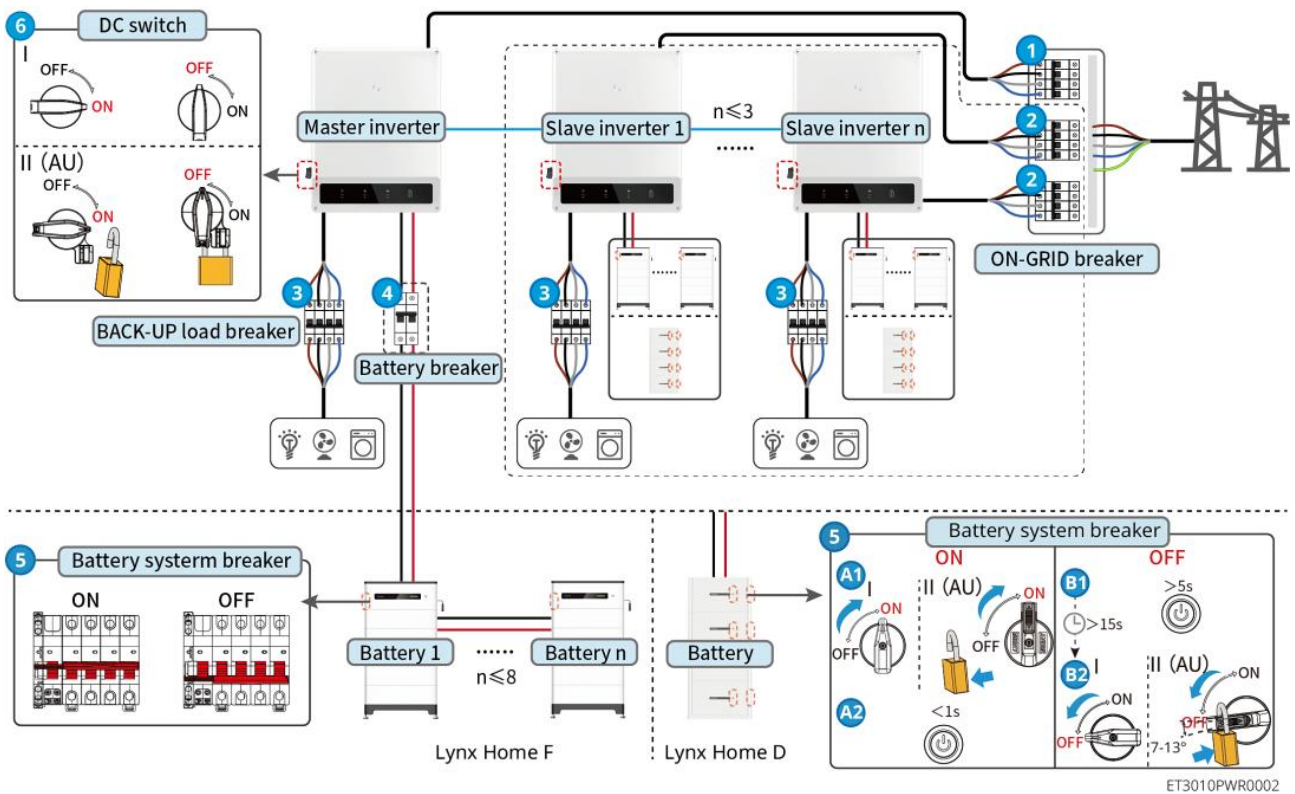 6
DC switch
I
OFF
ON
OFF
ON
II (AU)
OFF
ON
OFF
ON
Master inverter
Slave inverter 1
n≤3
......
Slave inverter n
1
2
2
ON-GRID breaker
3
BACK-UP load breaker
4
Battery breaker
3
......
3
......
5
Battery systerm breaker
ON
OFF
Battery 1
......
n≤8
Battery n
Lynx Home F
Battery
Lynx Home D
5
Battery system breaker
ON
A1
I
ON
OFF
II (AU)
ON
OFF
A2
<1s
OFF
B1
>5s
>15s
B2
I
ON
OFF
II (AU)
ON
OFF
7-13°
ET3010PWR0002